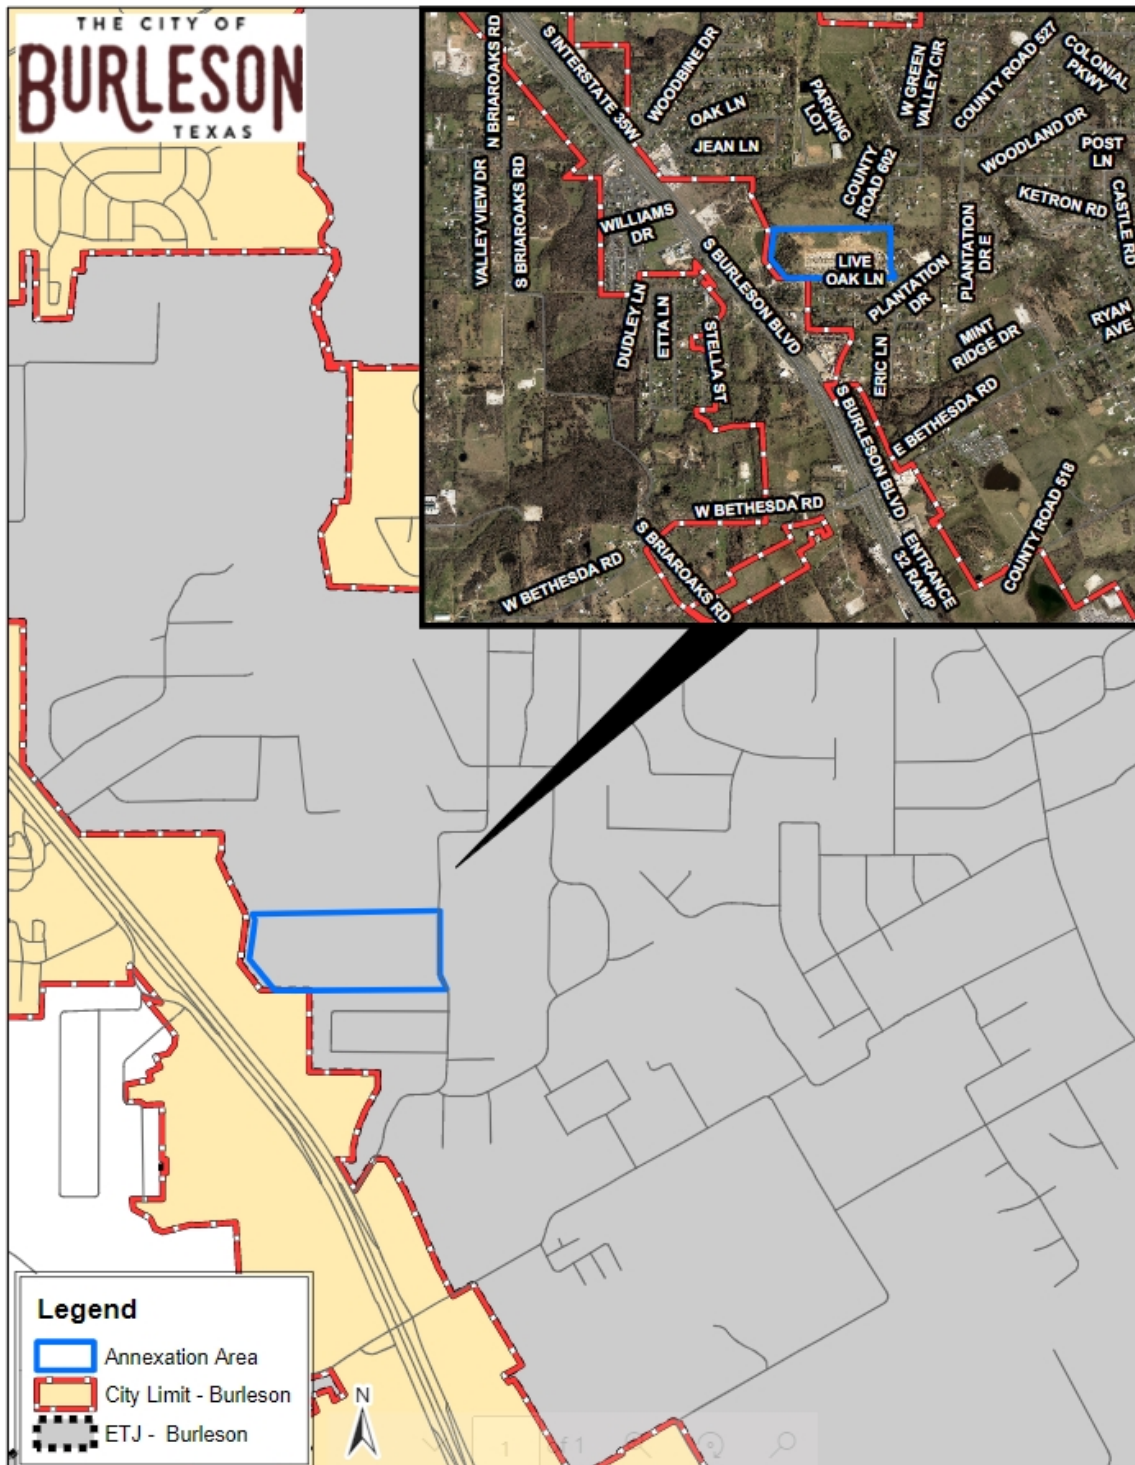 THE CITY OF
BURLESON
TEXAS
N BRIAROAKS RD
S INTERSTATE 35W
WOODBINE DR
OAK LN
JEAN LN
PARKING
LOT
W GREEN
VALLEY CIR
COUNTY ROAD 527
COLONIAL
PKWY
WOODLAND DR
POST
LN
KETRON RD
CASTLE RD
COUNTY
ROAD 602
VALLEY VIEW DR
S BRIAROAKS RD
WILLIAMS
DR
S BURLESON BLVD
LIVE
OAK LN
PLANTATION
DR
PLANTATION
DR E
DUDLEY LN
ETTA LN
STELLA ST
ERIC LN
MINT
RIDGE DR
RYAN
AVE
S BURLESON BLVD
E BETHESDA RD
W BETHESDA RD
S BRIAROAKS RD
W BETHESDA RD
ENTRANCE
32 RAMP
COUNTY ROAD 518
Legend
Annexation Area
City Limit - Burleson
ETJ - Burleson
N
1 of 1